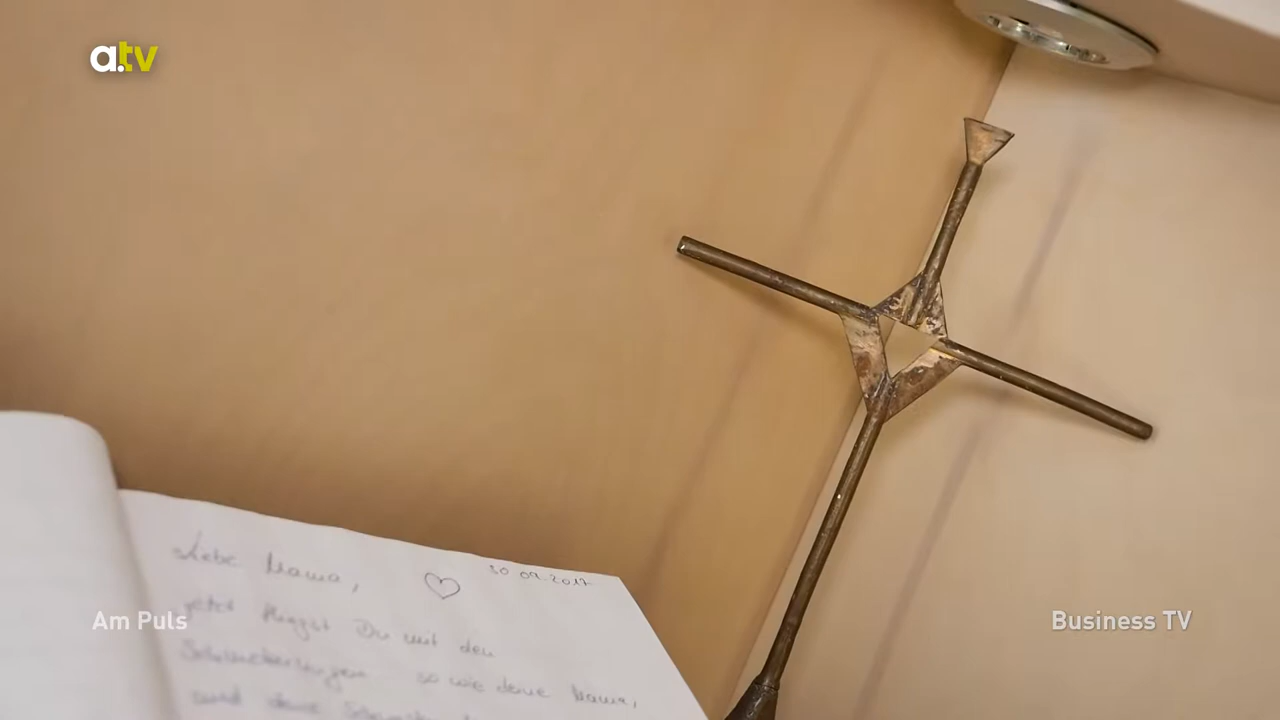 a.tv
Liebe Mama, 30 09.2017
jetzt fliegst Du mit den
Schmetterlingen so wie deine Mama,
und deine
Am Puls
Business TV